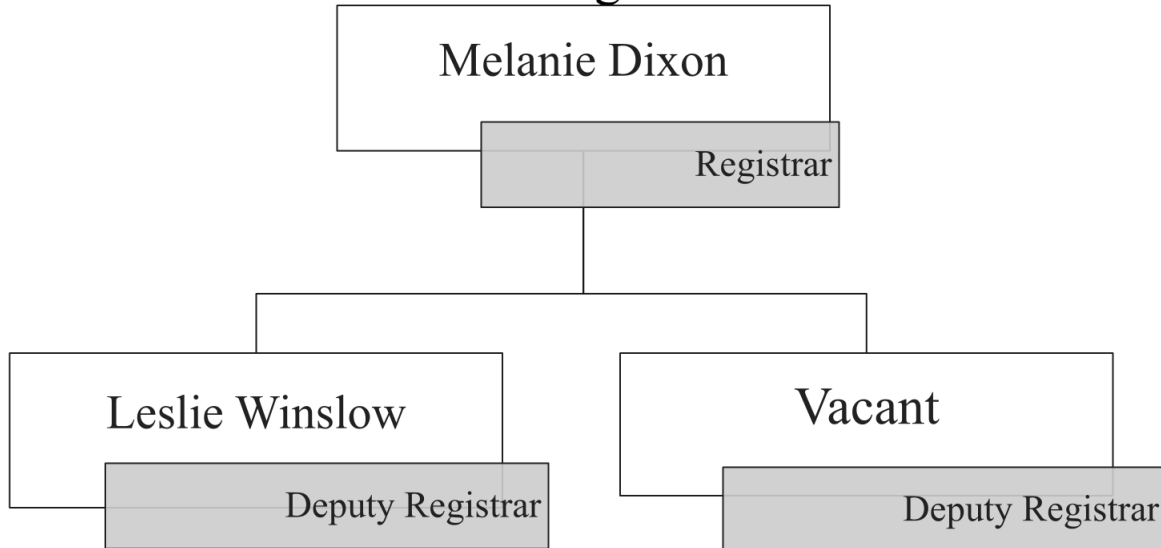 Melanie Dixon
Registrar
Leslie Winslow
Deputy Registrar
Vacant
Deputy Registrar